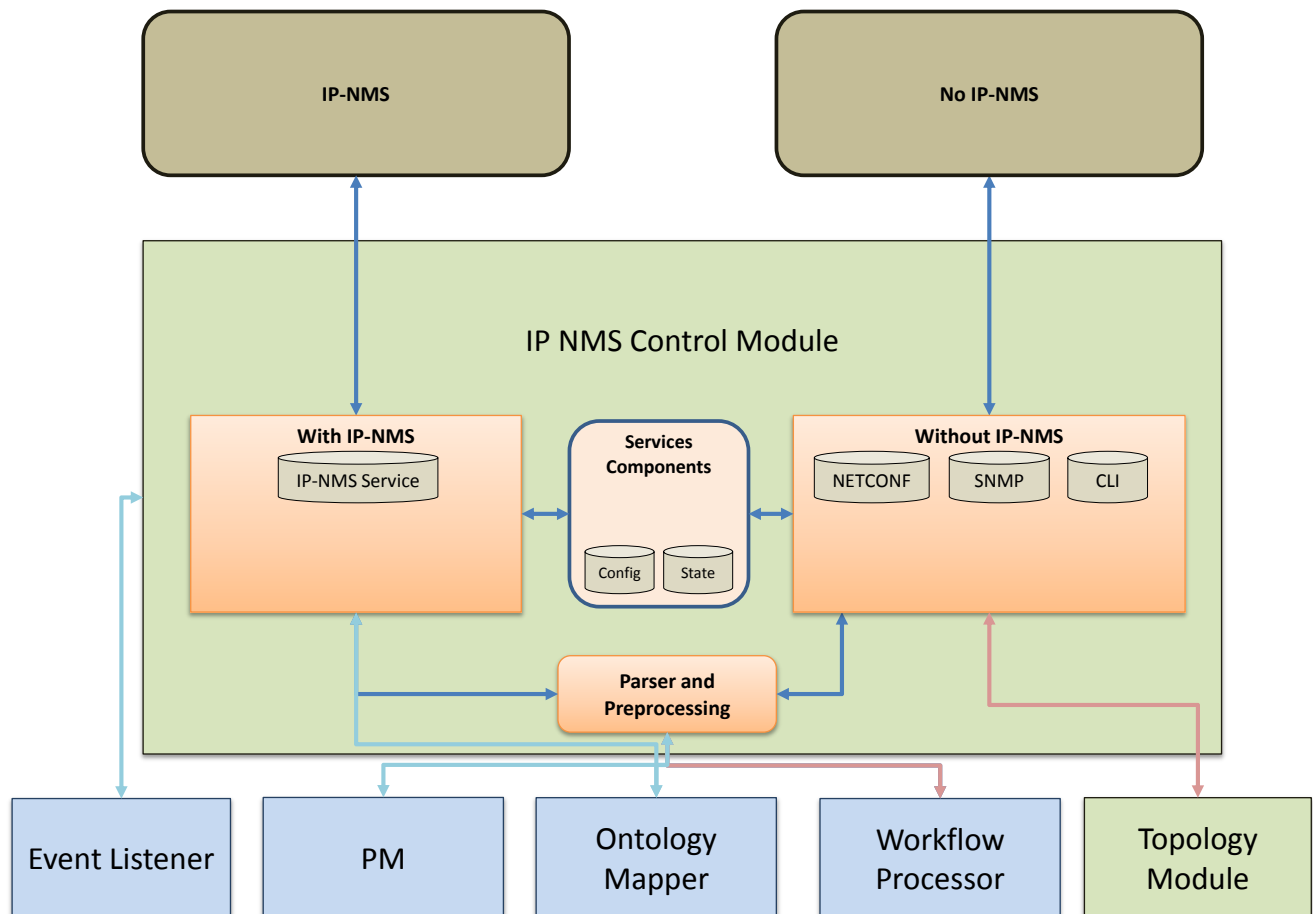 IP-NMS
No IP-NMS
IP NMS Control Module
With IP-NMS
IP-NMS Service
Services
Components
Config
State
Without IP-NMS
NETCONF
SNMP
CLI
Parser and
Preprocessing
Event Listener
PM
Ontology
Mapper
Workflow
Processor
Topology
Module